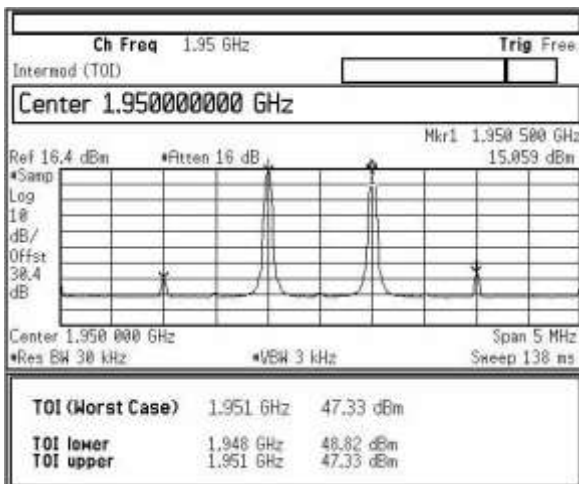 Ch Freq 1.95 GHz Trig Free
Intermod (TOI)
Center 1.950000000 GHz
Mkr1 1.950 500 GHz
Ref 16.4 dBm *Atten 16 dB 15.059 dBm
*Samp
Log
10
dB/
Offst
30.4
dB
1
Center 1.950 000 GHz Span 5 MHz
*Res BW 30 kHz *VBW 3 kHz Sweep 138 ms
TOI (Worst Case) 1.951 GHz 47.33 dBm
TOI lower 1.948 GHz 48.82 dBm
TOI upper 1.951 GHz 47.33 dBm